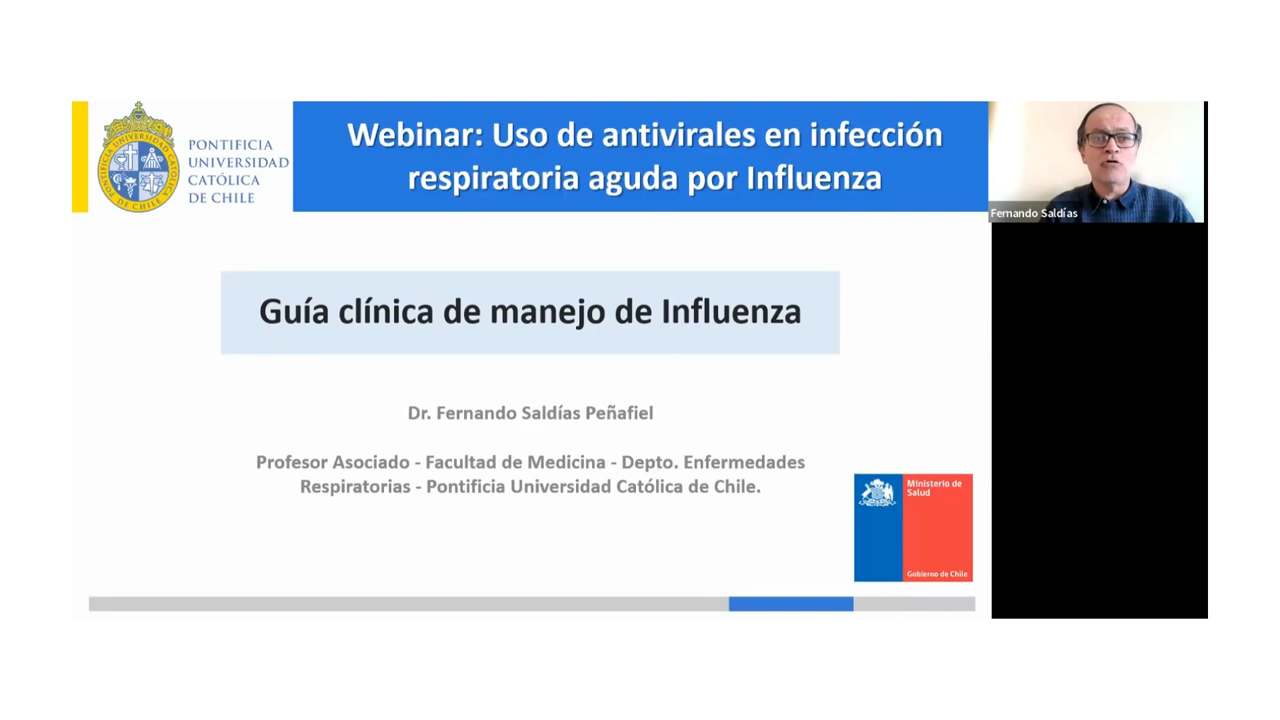 PONTIFICIA
UNIVERSIDAD
CATÓLICA
DE CHILE
Webinar: Uso de antivirales en infección
respiratoria aguda por Influenza
Fernando Saldías
Guía clínica de manejo de Influenza
Dr. Fernando Saldías Peñafiel
Profesor Asociado - Facultad de Medicina - Depto. Enfermedades
Respiratorias - Pontificia Universidad Católica de Chile.
Ministerio de
Salud
Gobierno de Chile